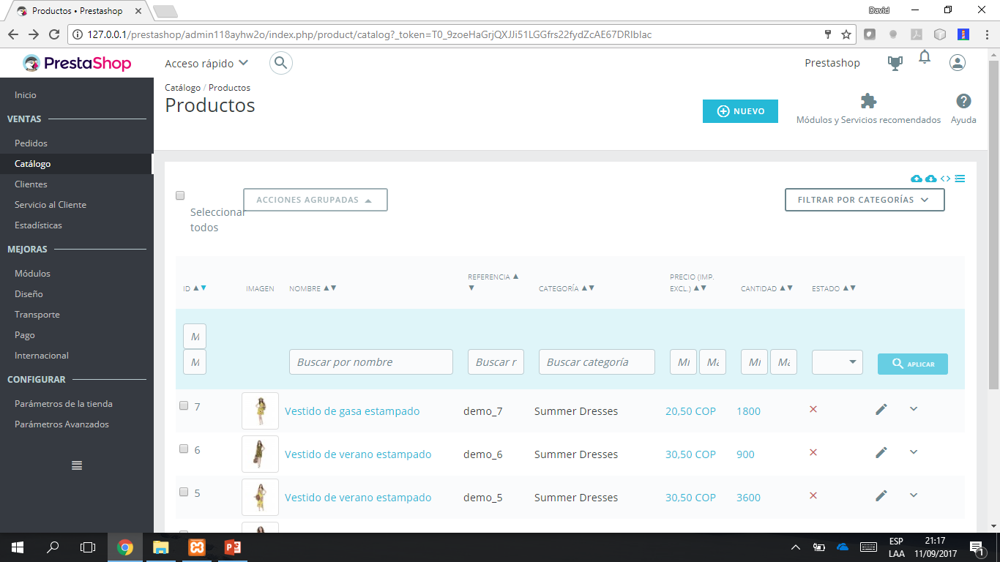 Productos • Prestashop
David
127.0.0.1/prestashop/admin118ayhw2o/index.php/product/catalog?_token=T0_9zoeHaGrjQXJJi51LGGfrs22fydZcAE67DRIblac
PrestaShop
Acceso rápido
Prestashop
Inicio
VENTAS
Pedidos
Catálogo
Clientes
Servicio al Cliente
Estadísticas
MEJORAS
Módulos
Diseño
Transporte
Pago
Internacional
CONFIGURAR
Parámetros de la tienda
Parámetros Avanzados
Catálogo / Productos
Productos
NUEVO
Módulos y Servicios recomendados
Ayuda
Seleccionar
todos
ACCIONES AGRUPADAS
FILTRAR POR CATEGORÍAS
ID IMAGEN NOMBRE REFERENCIA CATEGORÍA PRECIO (IMP. EXCL.) CANTIDAD ESTADO
M
M Buscar por nombre Buscar r Buscar categoría Mí Ma Mí Ma APLICAR
7 Vestido de gasa estampado demo_7 Summer Dresses 20,50 COP 1800
6 Vestido de verano estampado demo_6 Summer Dresses 30,50 COP 900
5 Vestido de verano estampado demo_5 Summer Dresses 30,50 COP 3600
ESP 21:17
LAA 11/09/2017
1